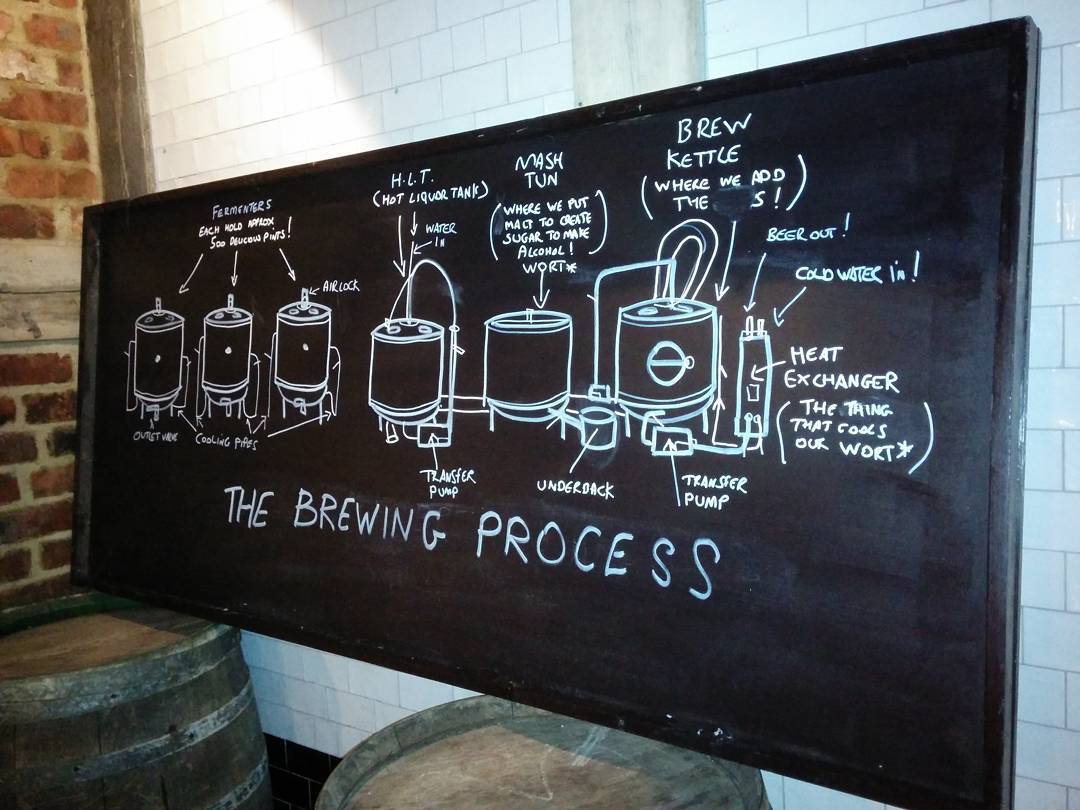 FERMENTERS
EACH HOLD APPROX
500 DELICIOUS PINTS!
AIRLOCK
OUTLET VALVE
COOLING PIPES
H.L.T.
(HOT LIQUOR TANK)
WATER
IN
TRANSFER
PUMP
MASH
TUN
(WHERE WE PUT
MALT TO CREATE
SUGAR TO MAKE
ALCOHOL!)
WORT*
UNDERBACK
BREW
KETTLE
(WHERE WE ADD
THE S!)
TRANSFER
PUMP
BEER OUT!
COLD WATER IN!
HEAT
EXCHANGER
(THE THING
THAT COOLS
OUR WORT*)
THE BREWING PROCESS